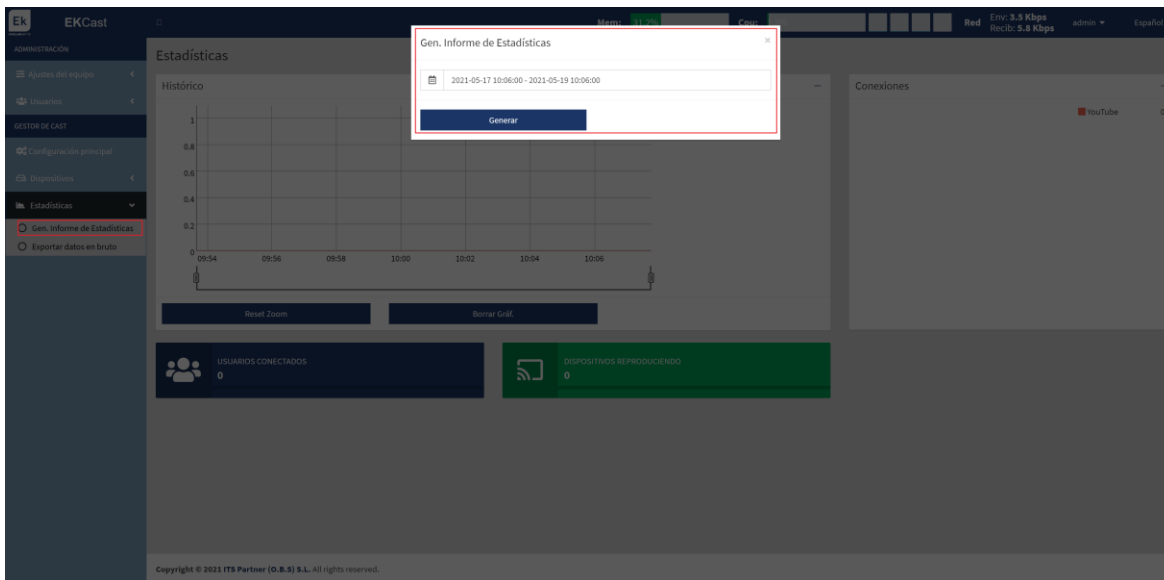 Ek
EKCast
Mem: 31.2%
Cpu:
Red
Env: 3.5 Kbps
Recib: 5.8 Kbps
admin
Español
ADMINISTRACIÓN
Ajustes del equipo
Usuarios
GESTOR DE CAST
Configuración principal
Dispositivos
Estadísticas
Gen. Informe de Estadísticas
Exportar datos en bruto
Estadísticas
Histórico
1
0.8
0.6
0.4
0.2
0
09:54 09:56 09:58 10:00 10:02 10:04 10:06
Reset Zoom
Borrar Gráf.
Gen. Informe de Estadísticas
×
2021-05-17 10:06:00 - 2021-05-19 10:06:00
Generar
Conexiones
YouTube
USUARIOS CONECTADOS
0
DISPOSITIVOS REPRODUCIENDO
0
Copyright © 2021 ITS Partner (O.B.S) S.L. All rights reserved.